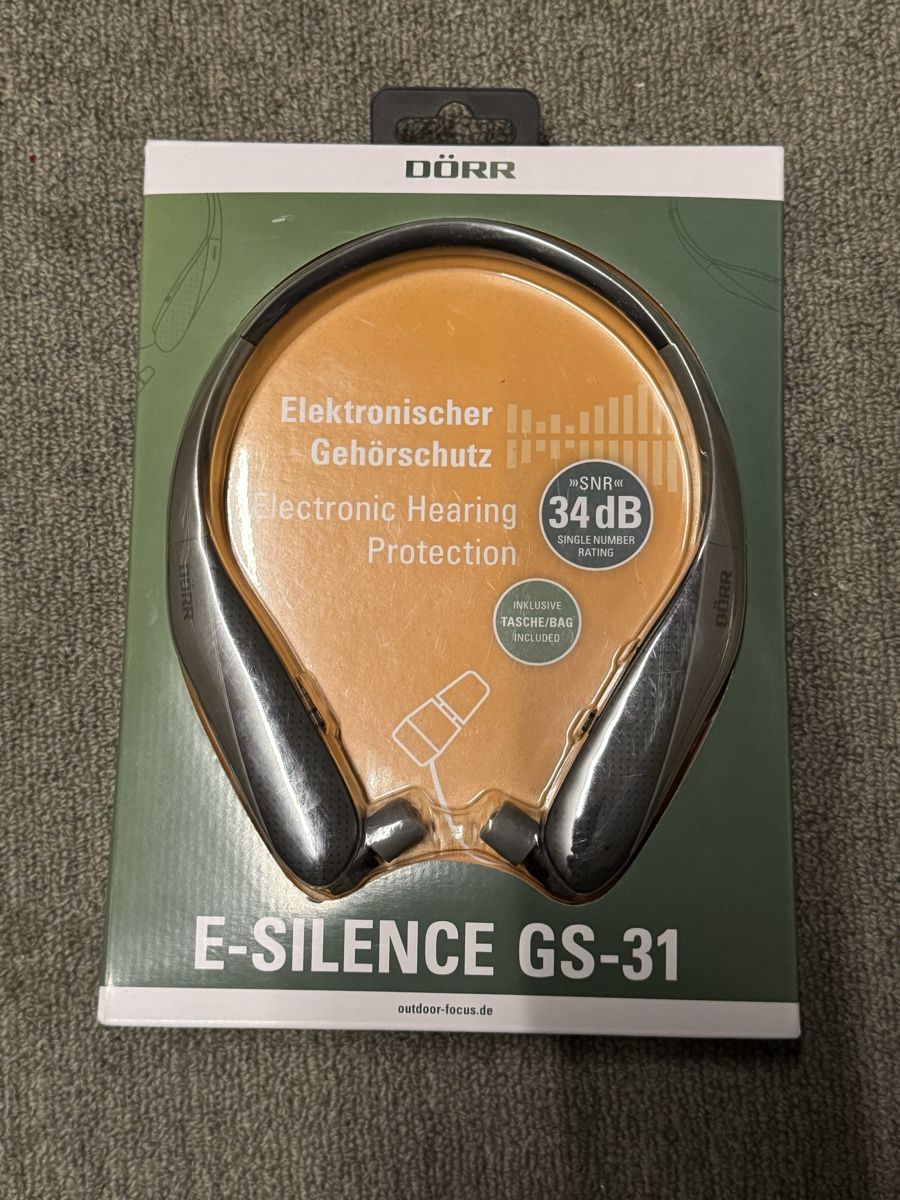 DÖRR
Elektronischer
Gehörschutz
Electronic Hearing
Protection
»»SNR««
34 dB
SINGLE NUMBER
RATING
INKLUSIVE
TASCHE/BAG
INCLUDED
DÖRR
DÖRR
E-SILENCE GS-31
outdoor-focus.de